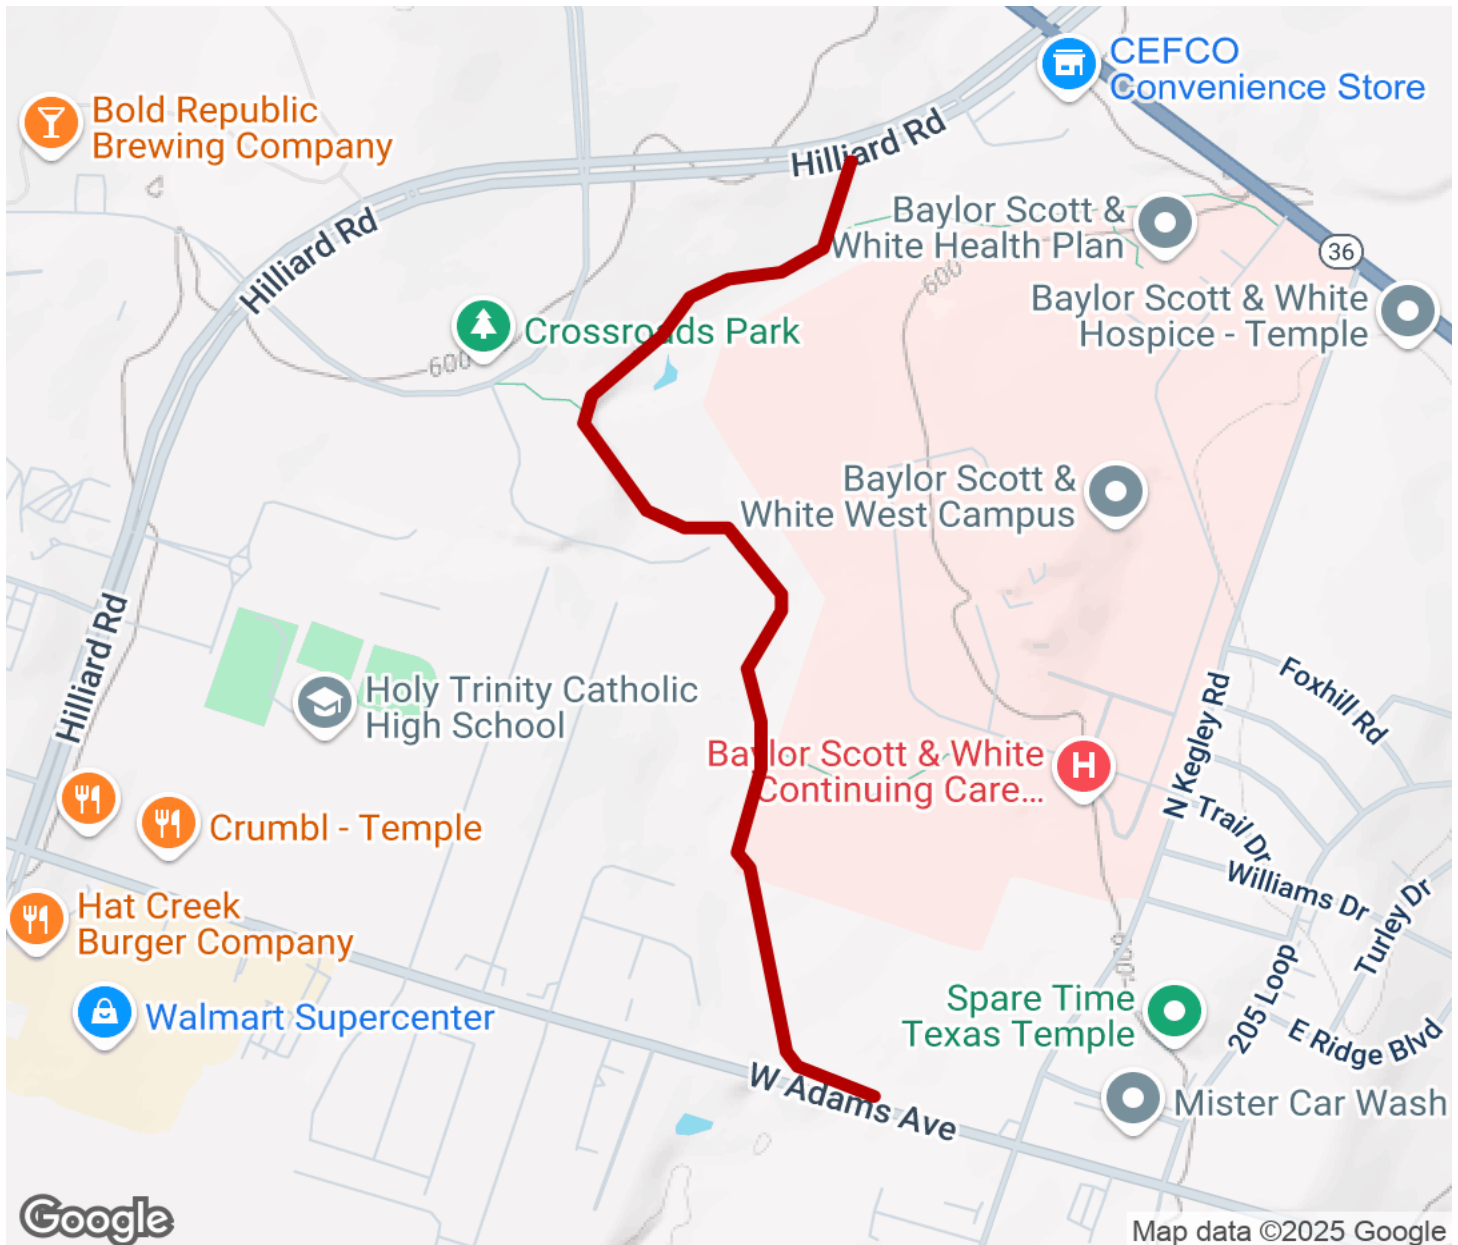 CEFCO
Convenience Store
Bold Republic
Brewing Company
Hilliard Rd
Hilliard Rd
Baylor Scott &
White Health Plan
36
600
Baylor Scott & White
Hospice - Temple
Crossroads Park
600
Baylor Scott &
White West Campus
Hilliard Rd
Holy Trinity Catholic
High School
Foxhill Rd
N Kegley Rd
Baylor Scott & White
Continuing Care...
H
Trail Dr
Crumbl - Temple
Williams Dr
Turley Dr
Hat Creek
Burger Company
600
205 Loop
Spare Time
Texas Temple
E Ridge Blvd
Walmart Supercenter
W Adams Ave
Mister Car Wash
Google
Map data ©2025 Google